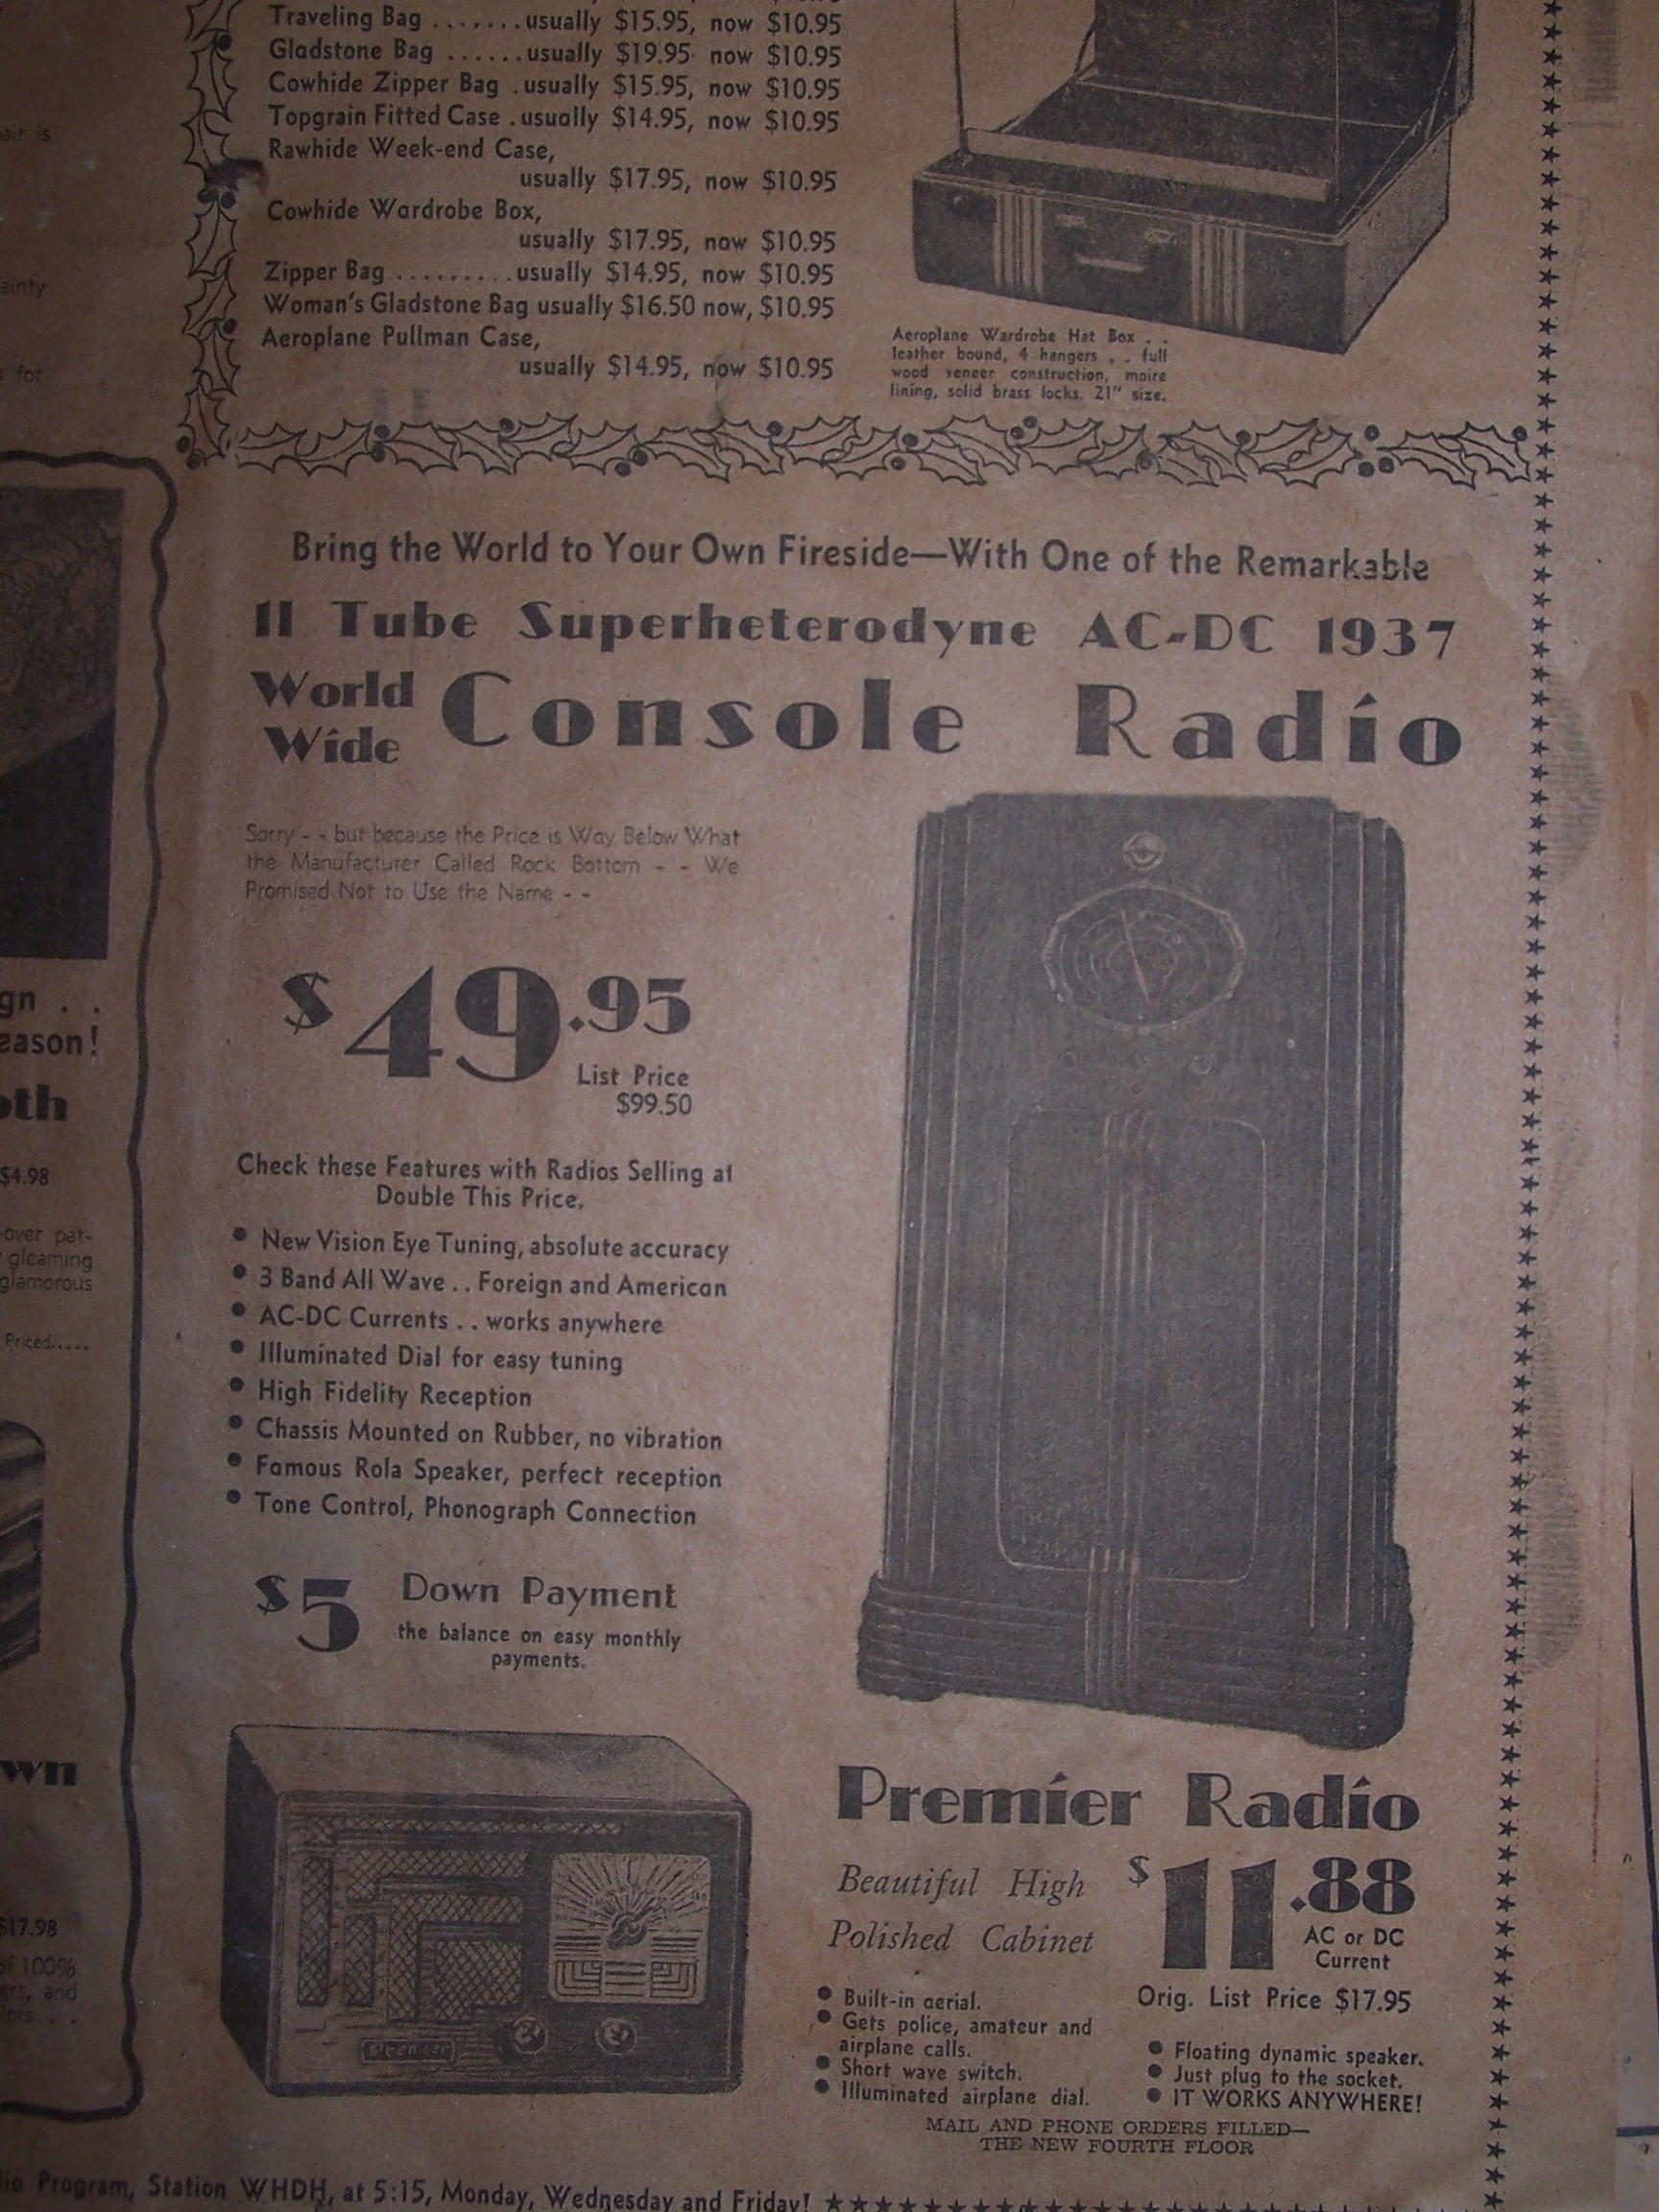 Traveling Bag .......usually $15.95, now $10.95
Gladstone Bag ......usually $19.95 now $10.95
Cowhide Zipper Bag .usually $15.95, now $10.95
Topgrain Fitted Case .usually $14.95, now $10.95
Rawhide Week-end Case,
usually $17.95, now $10.95
Cowhide Wardrobe Box,
usually $17.95, now $10.95
Zipper Bag .........usually $14.95, now $10.95
Woman's Gladstone Bag usually $16.50 now, $10.95
Aeroplane Pullman Case,
usually $14.95, now $10.95
Aeroplane Wardrobe Hat Box . .
leather bound, 4 hangers . . full
wood veneer construction, moire
lining, solid brass locks. 21" size.
Bring the World to Your Own Fireside—With One of the Remarkable
11 Tube Superheterodyne AC-DC 1937
World Wide Console Radio
Sorry - - but because the Price is Way Below What
the Manufacturer Called Rock Bottom - - We
Promised Not to Use the Name - -
$49.95
List Price
$99.50
Check these Features with Radios Selling at
Double This Price.
• New Vision Eye Tuning, absolute accuracy
• 3 Band All Wave . . Foreign and American
• AC-DC Currents . . works anywhere
• Illuminated Dial for easy tuning
• High Fidelity Reception
• Chassis Mounted on Rubber, no vibration
• Famous Rola Speaker, perfect reception
• Tone Control, Phonograph Connection
$5 Down Payment
the balance on easy monthly
payments.
Premier Radio
Beautiful High
Polished Cabinet
$11.88
AC or DC
Current
Orig. List Price $17.95
• Built-in aerial.
• Gets police, amateur and
airplane calls.
• Short wave switch.
• Illuminated airplane dial.
• Floating dynamic speaker.
• Just plug to the socket.
• IT WORKS ANYWHERE!
MAIL AND PHONE ORDERS FILLED—
THE NEW FOURTH FLOOR
Program, Station WHDH, at 5:15, Monday, Wednesday and Friday!
for
eason!
$4.98
-over pat-
gleaming
glamorous
Priced.....
$17.98
of 100%
and